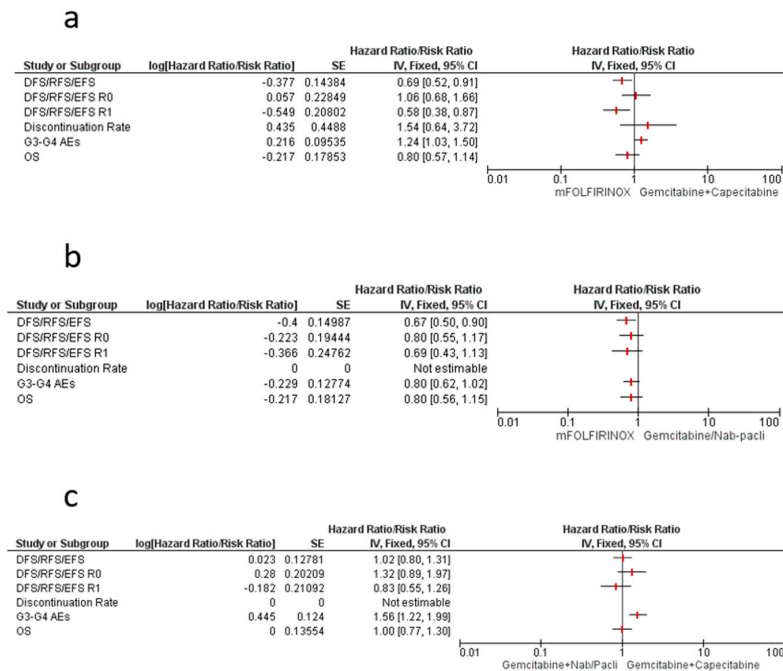 a
Hazard Ratio/Risk Ratio Hazard Ratio/Risk Ratio
Study or Subgroup log[Hazard Ratio/Risk Ratio] SE IV, Fixed, 95% CI IV, Fixed, 95% CI
DFS/RFS/EFS -0.377 0.14384 0.69 [0.52, 0.91]
DFS/RFS/EFS R0 0.057 0.22849 1.06 [0.68, 1.66]
DFS/RFS/EFS R1 -0.549 0.20802 0.58 [0.38, 0.87]
Discontinuation Rate 0.435 0.4488 1.54 [0.64, 3.72]
G3-G4 AEs 0.216 0.09535 1.24 [1.03, 1.50]
OS -0.217 0.17853 0.80 [0.57, 1.14]
0.01 0.1 1 10 100
mFOLFIRINOX Gemcitabine+Capecitabine
b
Hazard Ratio/Risk Ratio Hazard Ratio/Risk Ratio
Study or Subgroup log[Hazard Ratio/Risk Ratio] SE IV, Fixed, 95% CI IV, Fixed, 95% CI
DFS/RFS/EFS -0.4 0.14987 0.67 [0.50, 0.90]
DFS/RFS/EFS R0 -0.223 0.19444 0.80 [0.55, 1.17]
DFS/RFS/EFS R1 -0.366 0.24762 0.69 [0.43, 1.13]
Discontinuation Rate 0 0 Not estimable
G3-G4 AEs -0.229 0.12774 0.80 [0.62, 1.02]
OS -0.217 0.18127 0.80 [0.56, 1.15]
0.01 0.1 1 10 100
mFOLFIRINOX Gemcitabine/Nab-pacli
c
Hazard Ratio/Risk Ratio Hazard Ratio/Risk Ratio
Study or Subgroup log[Hazard Ratio/Risk Ratio] SE IV, Fixed, 95% CI IV, Fixed, 95% CI
DFS/RFS/EFS 0.023 0.12781 1.02 [0.80, 1.31]
DFS/RFS/EFS R0 0.28 0.20209 1.32 [0.89, 1.97]
DFS/RFS/EFS R1 -0.182 0.21092 0.83 [0.55, 1.26]
Discontinuation Rate 0 0 Not estimable
G3-G4 AEs 0.445 0.124 1.56 [1.22, 1.99]
OS 0 0.13554 1.00 [0.77, 1.30]
0.01 0.1 1 10 100
Gemcitabine+Nab/Pacli Gemcitabine+Capecitabine